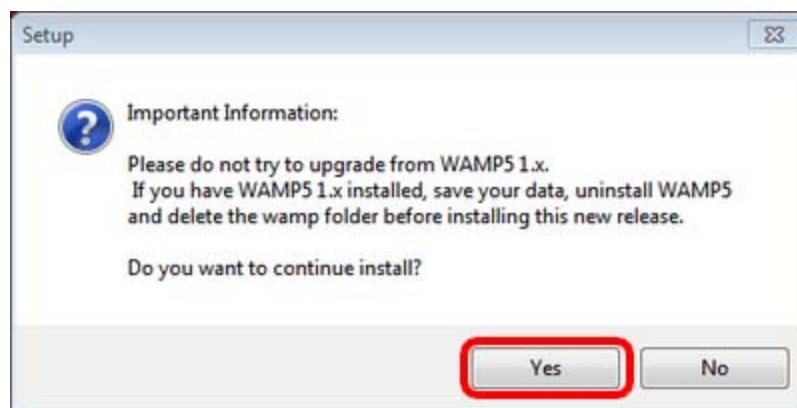 Setup
Important Information:
Please do not try to upgrade from WAMP5 1.x.
If you have WAMP5 1.x installed, save your data, uninstall WAMP5
and delete the wamp folder before installing this new release.
Do you want to continue install?
Yes
No